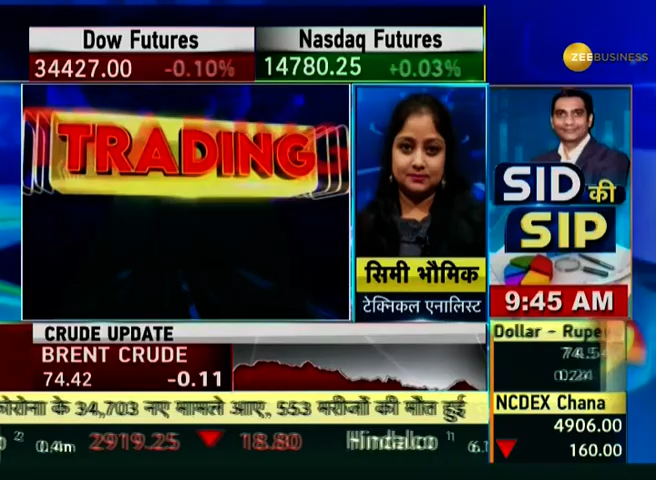 Dow Futures
34427.00 -0.10%
Nasdaq Futures
14780.25 +0.03%
ZEEBUSINESS
TRADING
सिमी भौमिक
टेक्निकल एनालिस्ट
SID की
SIP
9:45 AM
CRUDE UPDATE
BRENT CRUDE
74.42 -0.11
Dollar - Rupe
NCDEX Chana
4906.00
160.00
कोरोना के 34,703 नए मामले आए, 553 मरीजों की मौत हुई
2919.25 18.80 Hindalco